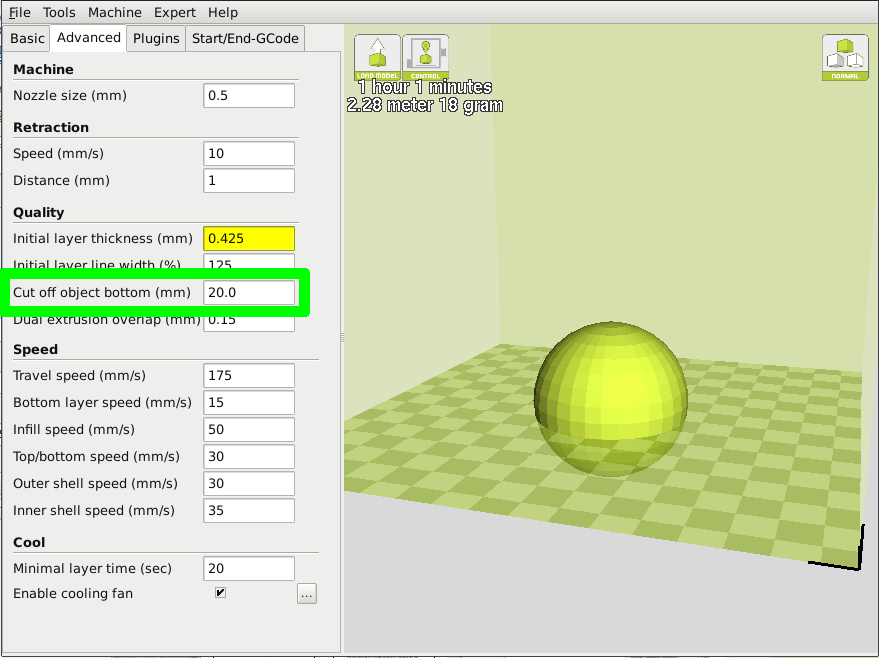 File Tools Machine Expert Help
Basic Advanced Plugins Start/End-GCode
Machine
Nozzle size (mm) 0.5
Retraction
Speed (mm/s) 10
Distance (mm) 1
Quality
Initial layer thickness (mm) 0.425
Initial layer line width (%) 125
Cut off object bottom (mm) 20.0
Dual extrusion overlap (mm) 0.15
Speed
Travel speed (mm/s) 175
Bottom layer speed (mm/s) 15
Infill speed (mm/s) 50
Top/bottom speed (mm/s) 30
Outer shell speed (mm/s) 30
Inner shell speed (mm/s) 35
Cool
Minimal layer time (sec) 20
Enable cooling fan ...
LOAD MODEL CONTROL
1 hour 1 minutes
2.28 meter 18 gram
NORMAL